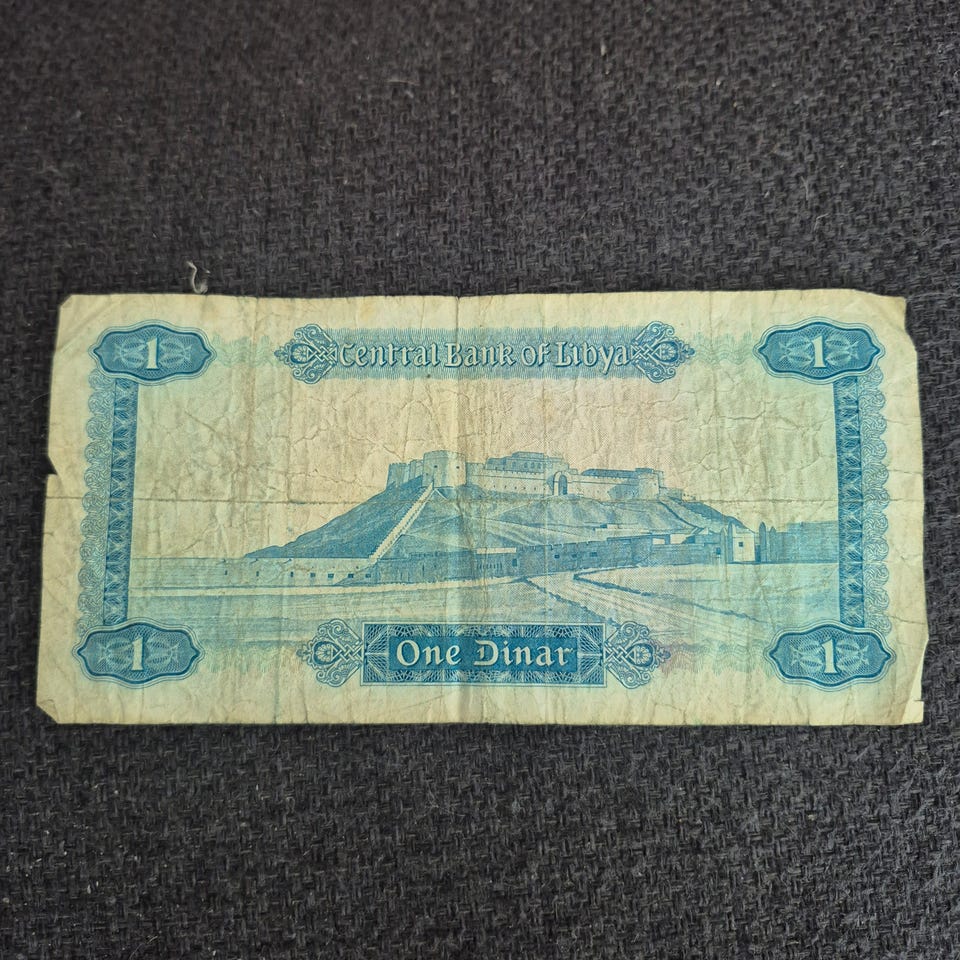 1 Central Bank of Libya 1
1 One Dinar 1